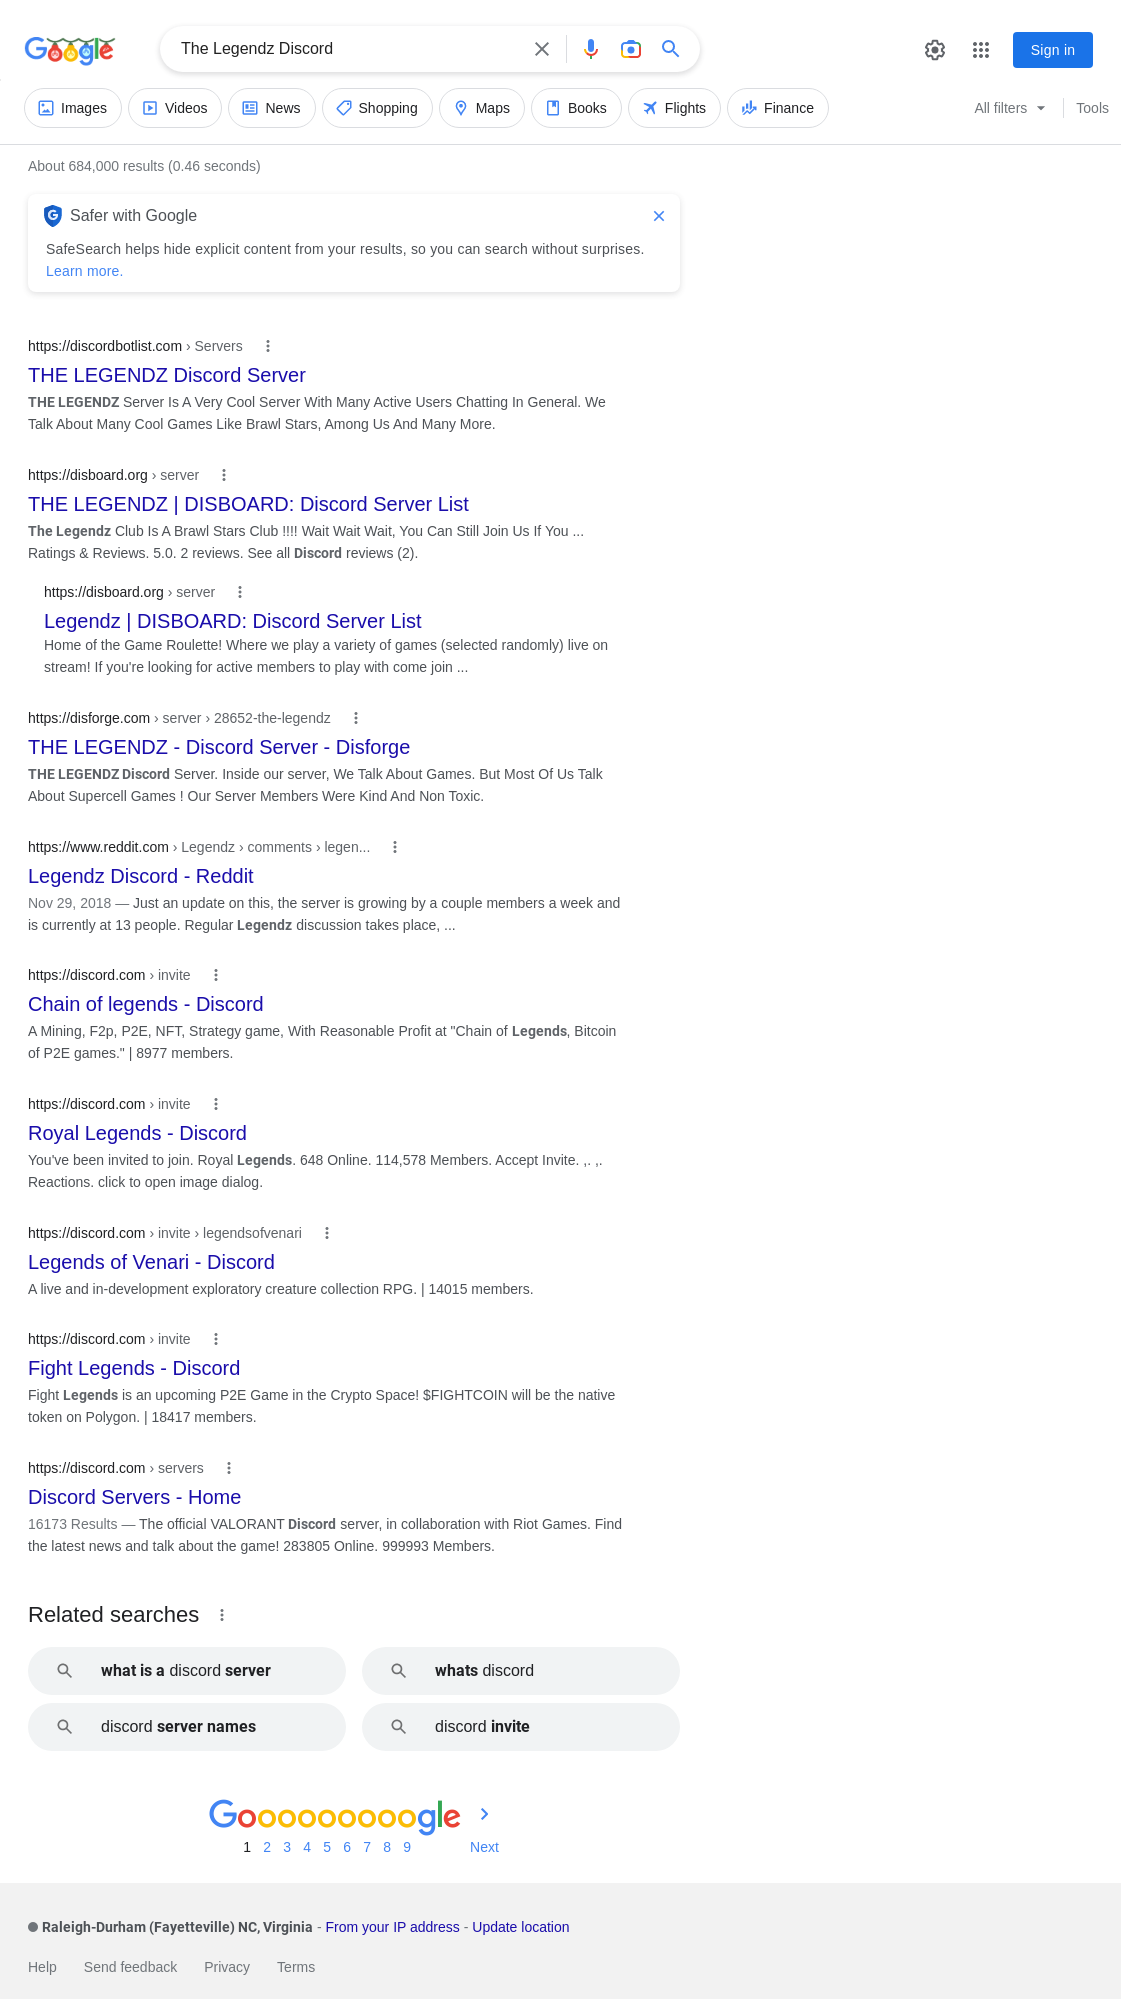 Google
The Legendz Discord
Sign in
Images
Videos
News
Shopping
Maps
Books
Flights
Finance
All filters
Tools
About 684,000 results (0.46 seconds)
Safer with Google
SafeSearch helps hide explicit content from your results, so you can search without surprises.
Learn more.
https://discordbotlist.com › Servers
THE LEGENDZ Discord Server
THE LEGENDZ Server Is A Very Cool Server With Many Active Users Chatting In General. We
Talk About Many Cool Games Like Brawl Stars, Among Us And Many More.
https://disboard.org › server
THE LEGENDZ | DISBOARD: Discord Server List
The Legendz Club Is A Brawl Stars Club !!!! Wait Wait Wait, You Can Still Join Us If You ...
Ratings & Reviews. 5.0. 2 reviews. See all Discord reviews (2).
https://disboard.org › server
Legendz | DISBOARD: Discord Server List
Home of the Game Roulette! Where we play a variety of games (selected randomly) live on
stream! If you're looking for active members to play with come join ...
https://disforge.com › server › 28652-the-legendz
THE LEGENDZ - Discord Server - Disforge
THE LEGENDZ Discord Server. Inside our server, We Talk About Games. But Most Of Us Talk
About Supercell Games ! Our Server Members Were Kind And Non Toxic.
https://www.reddit.com › Legendz › comments › legen...
Legendz Discord - Reddit
Nov 29, 2018 — Just an update on this, the server is growing by a couple members a week and
is currently at 13 people. Regular Legendz discussion takes place, ...
https://discord.com › invite
Chain of legends - Discord
A Mining, F2p, P2E, NFT, Strategy game, With Reasonable Profit at "Chain of Legends, Bitcoin
of P2E games." | 8977 members.
https://discord.com › invite
Royal Legends - Discord
You've been invited to join. Royal Legends. 648 Online. 114,578 Members. Accept Invite. ,. ,.
Reactions. click to open image dialog.
https://discord.com › invite › legendsofvenari
Legends of Venari - Discord
A live and in-development exploratory creature collection RPG. | 14015 members.
https://discord.com › invite
Fight Legends - Discord
Fight Legends is an upcoming P2E Game in the Crypto Space! $FIGHTCOIN will be the native
token on Polygon. | 18417 members.
https://discord.com › servers
Discord Servers - Home
16173 Results — The official VALORANT Discord server, in collaboration with Riot Games. Find
the latest news and talk about the game! 283805 Online. 999993 Members.
Related searches
what is a discord server
whats discord
discord server names
discord invite
Goooooooooogle
1 2 3 4 5 6 7 8 9 Next
Raleigh-Durham (Fayetteville) NC, Virginia - From your IP address - Update location
Help Send feedback Privacy Terms